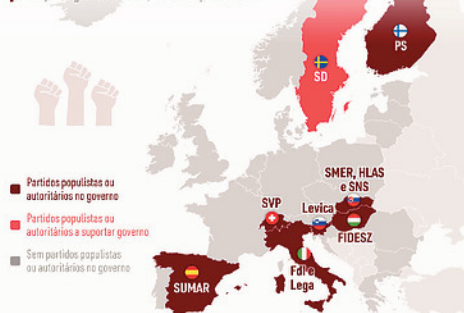 PS
SD
SMER, HLAS
e SNS
SVP
Levica
FIDESZ
FdI e
Lega
SUMAR
Partidos populistas ou
autoritários no governo
Partidos populistas ou
autoritários a suportar governo
Sem partidos populistas
ou autoritários no governo